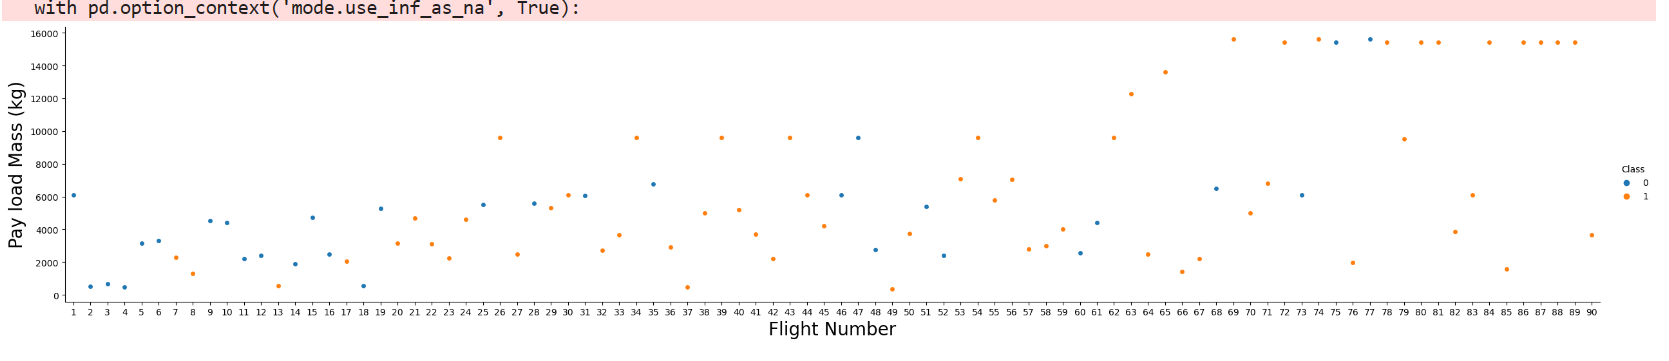 with pd.option_context('mode.use_inf_as_na', True):
16000
14000
12000
10000
8000
6000
4000
2000
0
Pay load Mass (kg)
1 2 3 4 5 6 7 8 9 10 11 12 13 14 15 16 17 18 19 20 21 22 23 24 25 26 27 28 29 30 31 32 33 34 35 36 37 38 39 40 41 42 43 44 45 46 47 48 49 50 51 52 53 54 55 56 57 58 59 60 61 62 63 64 65 66 67 68 69 70 71 72 73 74 75 76 77 78 79 80 81 82 83 84 85 86 87 88 89 90
Flight Number
Class
0
1